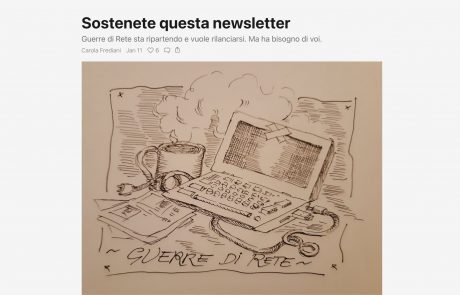 Sostenete questa newsletter
Guerre di Rete sta ripartendo e vuole rilanciarsi. Ma ha bisogno di voi.
Carola Frediani Jan 11 6
~ GUERRE DI RETE ~